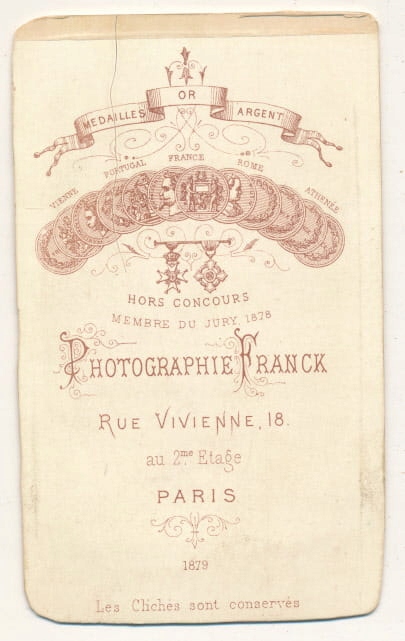 MEDAILLES OR ARGENT
VIENNE PORTUGAL FRANCE ROME ATHENÉE
HORS CONCOURS
MEMBRE DU JURY, 1878
PHOTOGRAPHIE FRANCK
RUE VIVIENNE, 18.
au 2me Etage
PARIS
1879
Les Clichés sont conservés